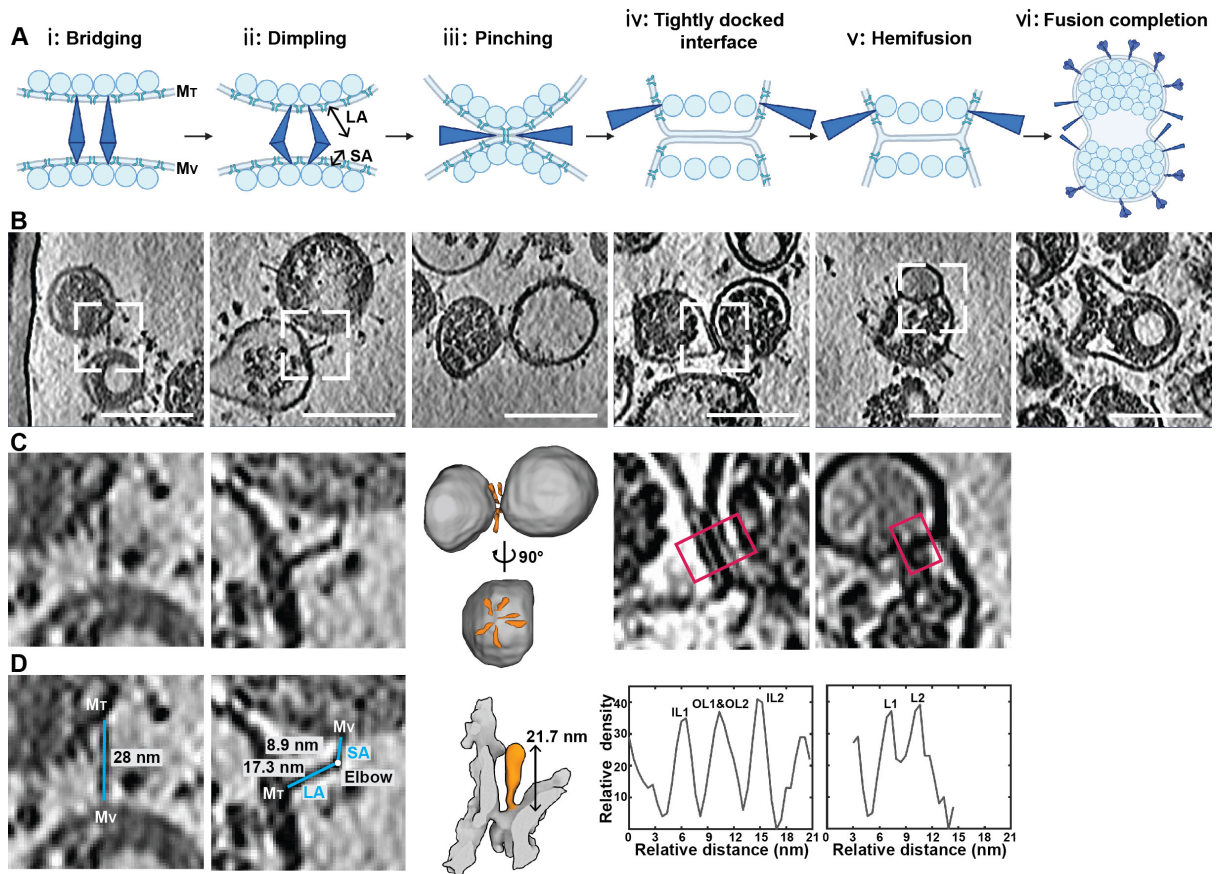 A
i: Bridging
ii: Dimpling
iii: Pinching
iv: Tightly docked
interface
v: Hemifusion
vi: Fusion completion
MT
MV
LA
SA
B
C
90°
D
MT
28 nm
MV
MV
8.9 nm
SA
17.3 nm
Elbow
MT
LA
21.7 nm
Relative density
40
30
20
10
IL1
OL1&OL2
IL2
0 3 6 9 12 15 18 21
Relative distance (nm)
L1
L2
0 3 6 9 12 15 18 21
Relative distance (nm)